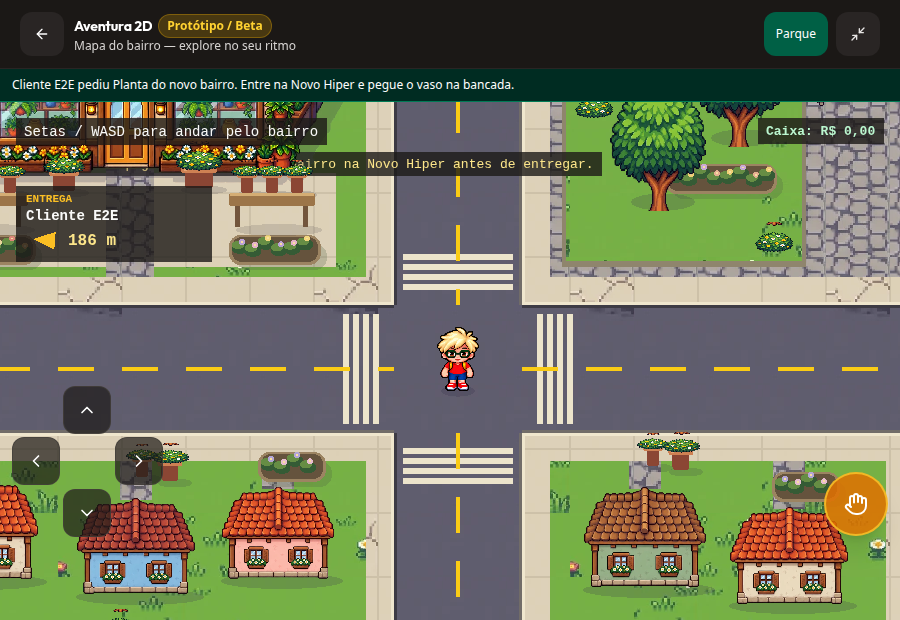 Aventura 2D
Protótipo / Beta
Mapa do bairro — explore no seu ritmo
Parque
Cliente E2E pediu Planta do novo bairro. Entre na Novo Hiper e pegue o vaso na bancada.
Setas / WASD para andar pelo bairro
Caixa: R$ 0,00
airro na Novo Hiper antes de entregar.
ENTREGA
Cliente E2E
186 m